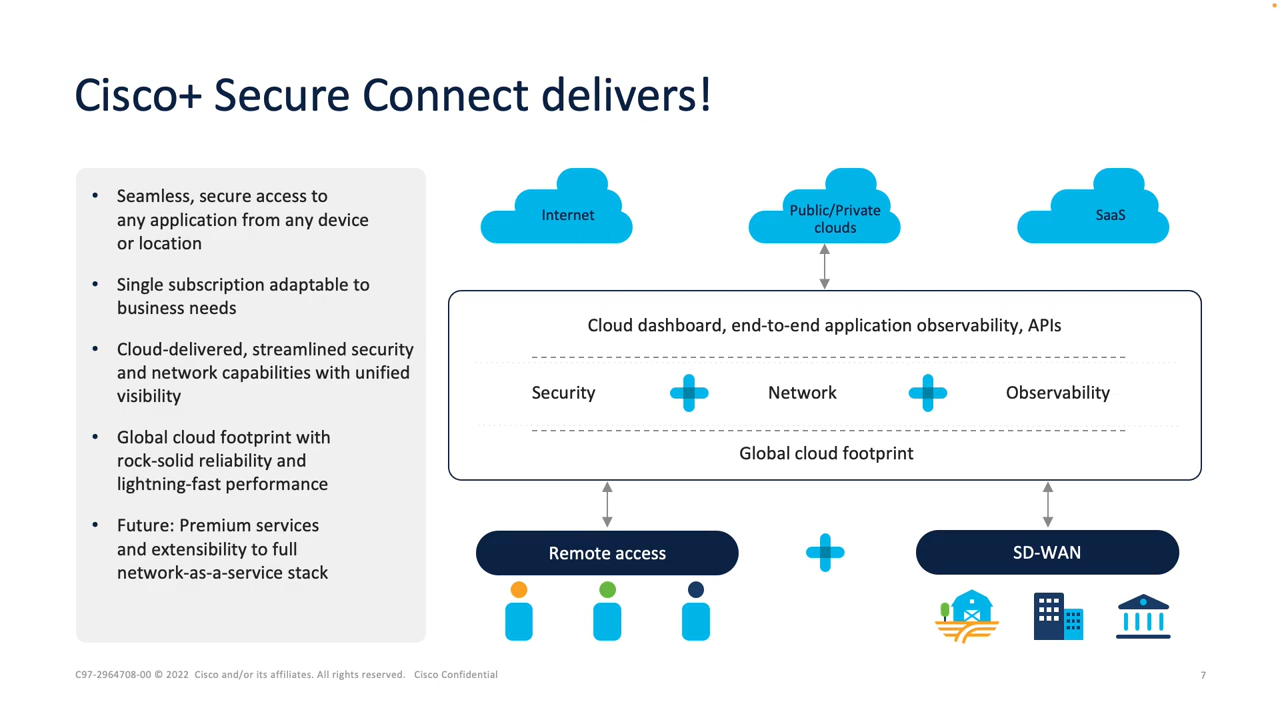 Cisco+ Secure Connect delivers!
• Seamless, secure access to
any application from any device
or location
• Single subscription adaptable to
business needs
• Cloud-delivered, streamlined security
and network capabilities with unified
visibility
• Global cloud footprint with
rock-solid reliability and
lightning-fast performance
• Future: Premium services
and extensibility to full
network-as-a-service stack
Internet
Public/Private
clouds
SaaS
Cloud dashboard, end-to-end application observability, APIs
Security
Network
Observability
Global cloud footprint
Remote access
SD-WAN
C97-2964708-00 © 2022 Cisco and/or its affiliates. All rights reserved. Cisco Confidential
7